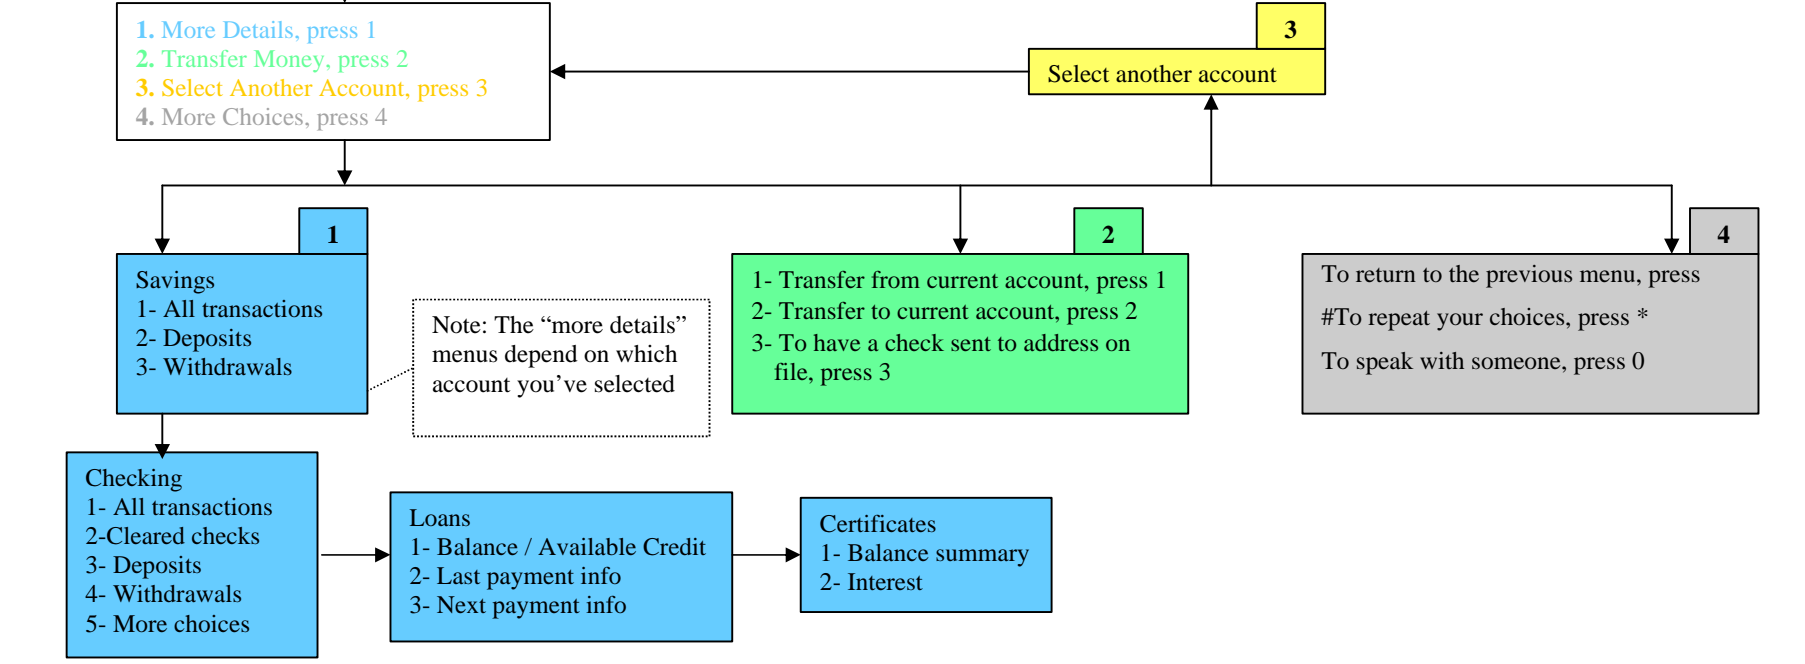 1. More Details, press 1
2. Transfer Money, press 2
3. Select Another Account, press 3
4. More Choices, press 4
3
Select another account
1
Savings
1- All transactions
2- Deposits
3- Withdrawals
Note: The “more details”
menus depend on which
account you’ve selected
2
1- Transfer from current account, press 1
2- Transfer to current account, press 2
3- To have a check sent to address on
file, press 3
4
To return to the previous menu, press
#To repeat your choices, press *
To speak with someone, press 0
Checking
1- All transactions
2-Cleared checks
3- Deposits
4- Withdrawals
5- More choices
Loans
1- Balance / Available Credit
2- Last payment info
3- Next payment info
Certificates
1- Balance summary
2- Interest